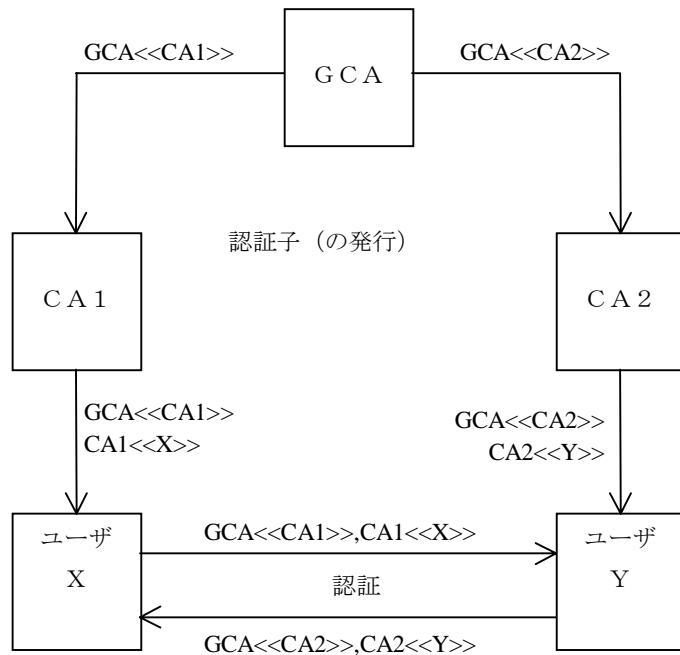 GCA<<CA1>>
GCA<<CA2>>
ＧＣＡ
認証子（の発行）
ＣＡ１
ＣＡ２
GCA<<CA1>>
CA1<<X>>
GCA<<CA2>>
CA2<<Y>>
ユーザ
Ｘ
GCA<<CA1>>,CA1<<X>>
ユーザ
Ｙ
認証
GCA<<CA2>>,CA2<<Y>>